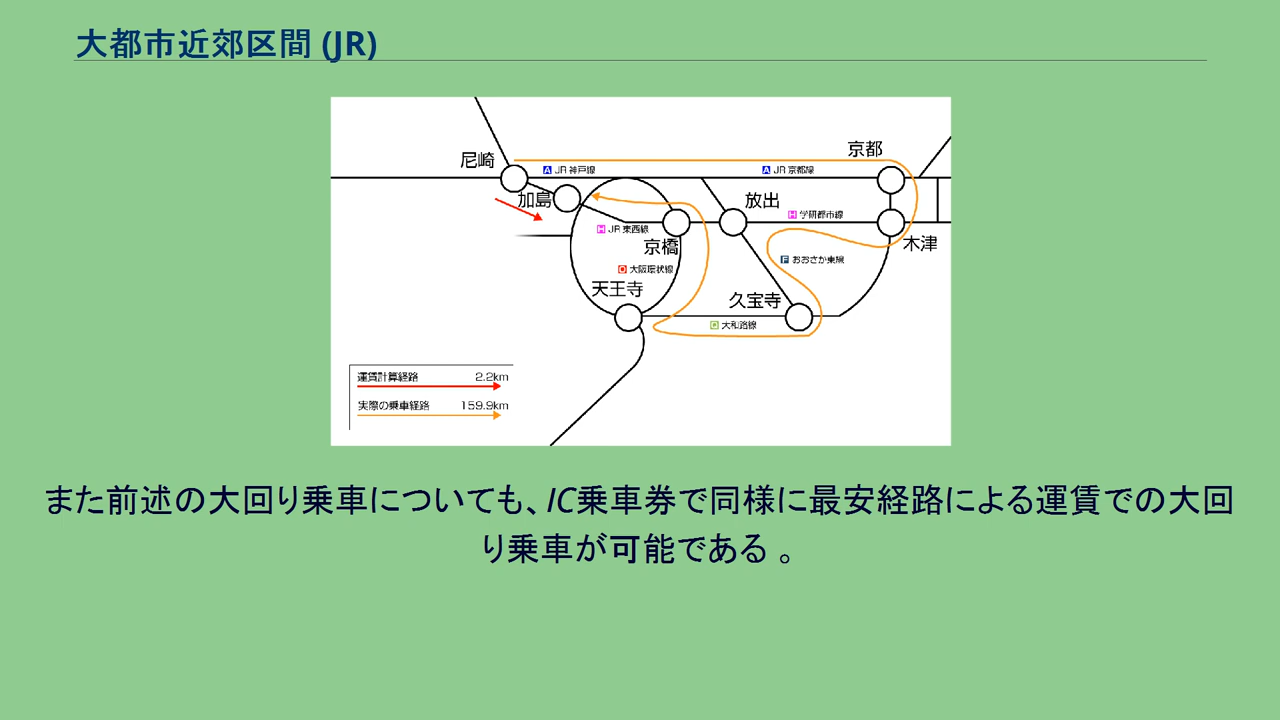 大都市近郊区間 (JR)
尼崎
A JR 神戸線
A JR 京都線
京都
加島
放出
H 学研都市線
H JR 東西線
京橋
木津
O 大阪環状線
F おおさか東線
天王寺
久宝寺
大和路線
運賃計算経路 2.2km
実際の乗車経路 159.9km
また前述の大回り乗車についても、IC乗車券で同様に最安経路による運賃での大回
り乗車が可能である 。